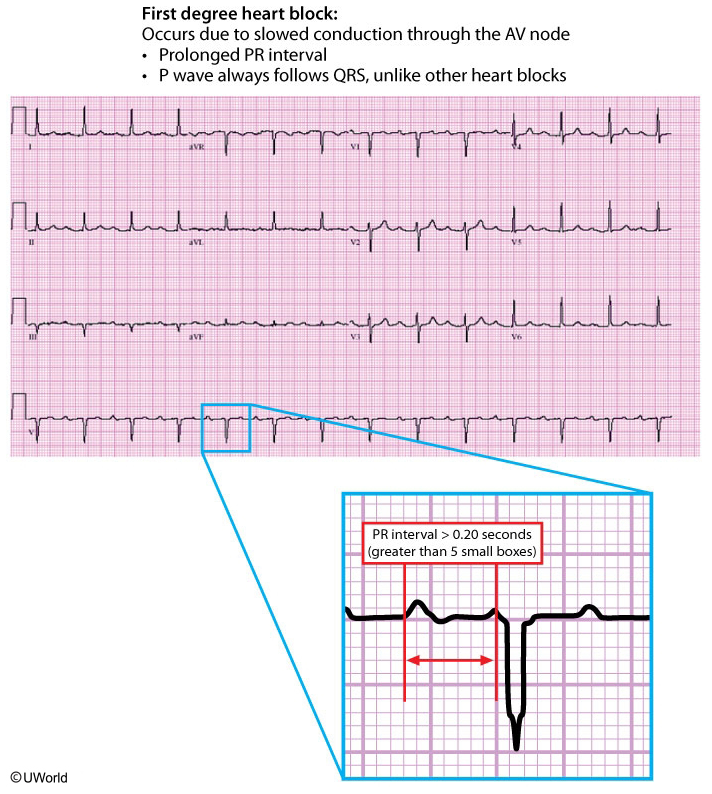 First degree heart block:
Occurs due to slowed conduction through the AV node
• Prolonged PR interval
• P wave always follows QRS, unlike other heart blocks
I aVR V1 V4
II aVL V2 V5
III aVF V3 V6
V
PR interval > 0.20 seconds
(greater than 5 small boxes)
©UWorld